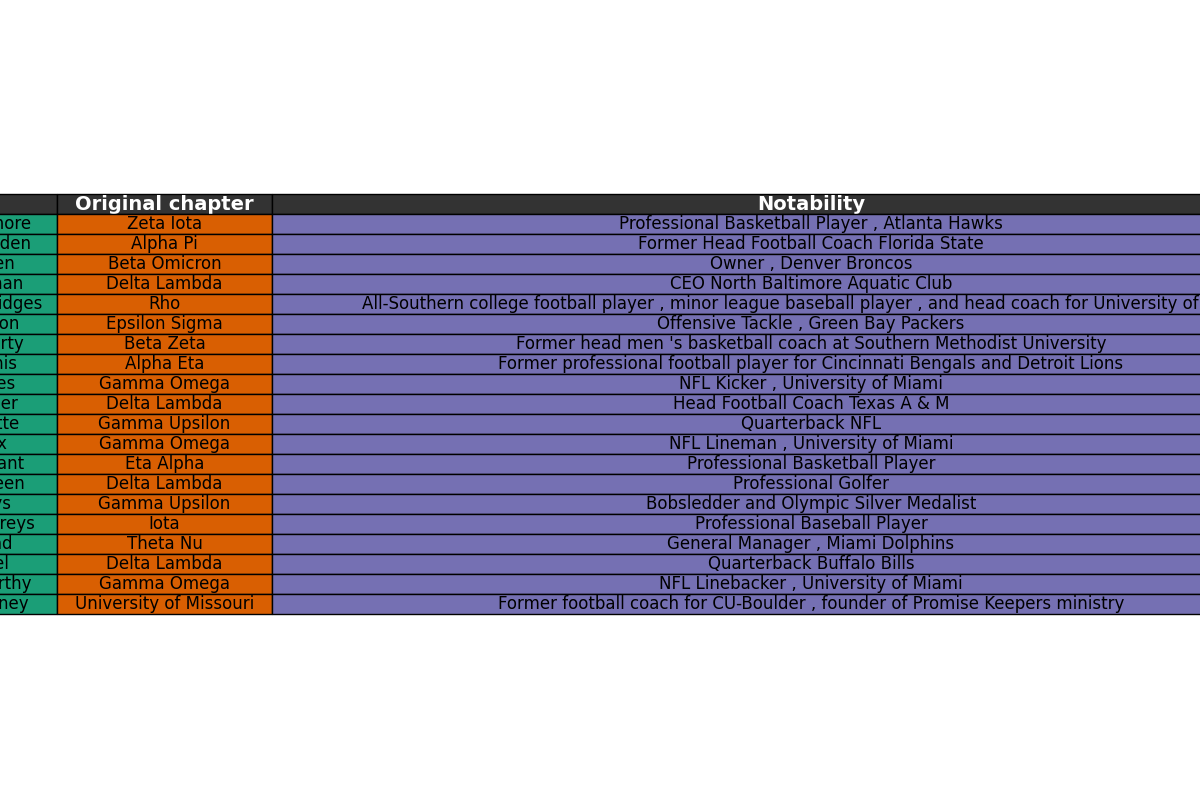 Original chapter Notability
more Zeta Iota Professional Basketball Player , Atlanta Hawks
den Alpha Pi Former Head Football Coach Florida State
en Beta Omicron Owner , Denver Broncos
nan Delta Lambda CEO North Baltimore Aquatic Club
idges Rho All-Southern college football player , minor league baseball player , and head coach for University of
on Epsilon Sigma Offensive Tackle , Green Bay Packers
rty Beta Zeta Former head men 's basketball coach at Southern Methodist University
nis Alpha Eta Former professional football player for Cincinnati Bengals and Detroit Lions
es Gamma Omega NFL Kicker , University of Miami
er Delta Lambda Head Football Coach Texas A & M
tte Gamma Upsilon Quarterback NFL
x Gamma Omega NFL Lineman , University of Miami
ant Eta Alpha Professional Basketball Player
een Delta Lambda Professional Golfer
ys Gamma Upsilon Bobsledder and Olympic Silver Medalist
reys Iota Professional Baseball Player
nd Theta Nu General Manager , Miami Dolphins
el Delta Lambda Quarterback Buffalo Bills
rthy Gamma Omega NFL Linebacker , University of Miami
ney University of Missouri Former football coach for CU-Boulder , founder of Promise Keepers ministry